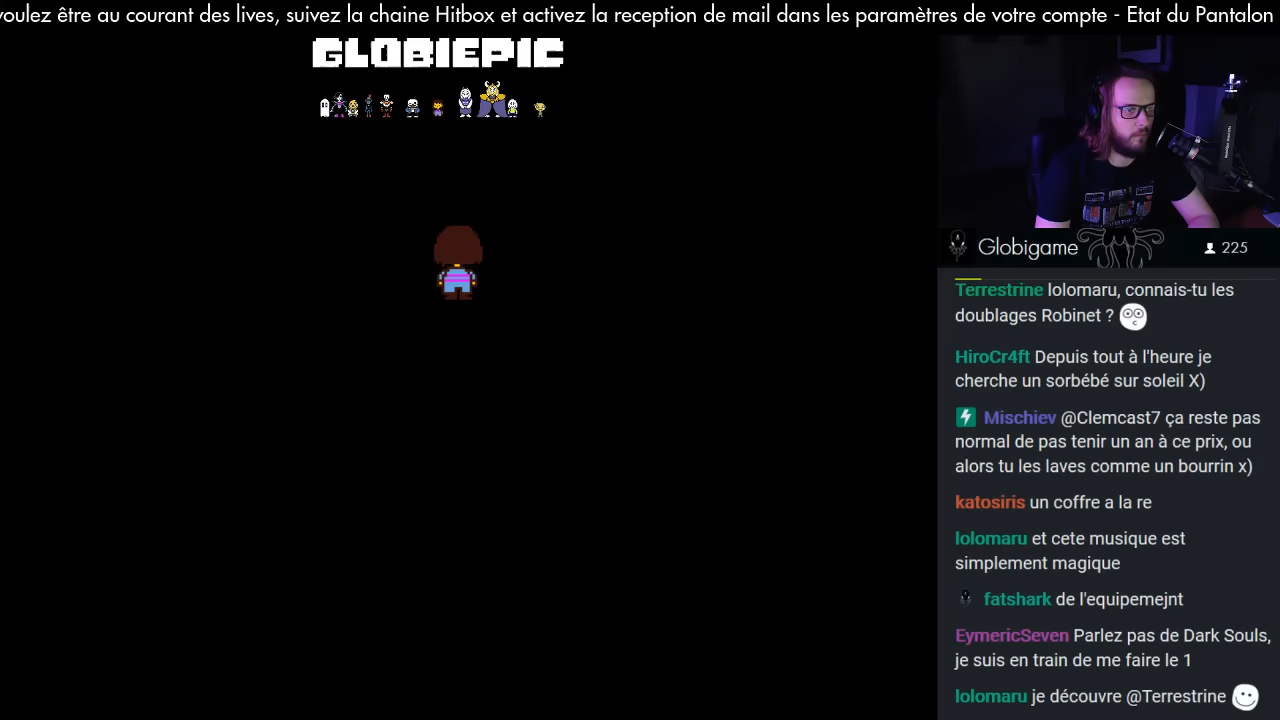 voulez être au courant des lives, suivez la chaine Hitbox et activez la reception de mail dans les paramètres de votre compte - Etat du Pantalon
GLOBIEPIC
Globigame
225
Terrestrine lolomaru, connais-tu les
doublages Robinet ?
HiroCr4ft Depuis tout à l'heure je
cherche un sorbébé sur soleil X)
Mischiev @Clemcast7 ça reste pas
normal de pas tenir un an à ce prix, ou
alors tu les laves comme un bourrin x)
katosiris un coffre a la re
lolomaru et cete musique est
simplement magique
fatshark de l'equipemejnt
EymericSeven Parlez pas de Dark Souls,
je suis en train de me faire le 1
lolomaru je découvre @Terrestrine